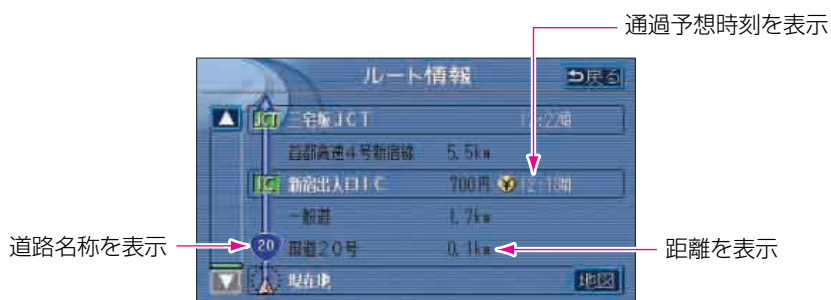 通過予想時刻を表示
ルート情報
戻る
JCT 三宅坂JCT 12:22頃
首都高速4号新宿線 5.5km
IC 新宿出入口IC 700円 ¥ 12:18頃
一般道 1.7km
道路名称を表示
20 国道20号 0.1km
距離を表示
現在地 地図